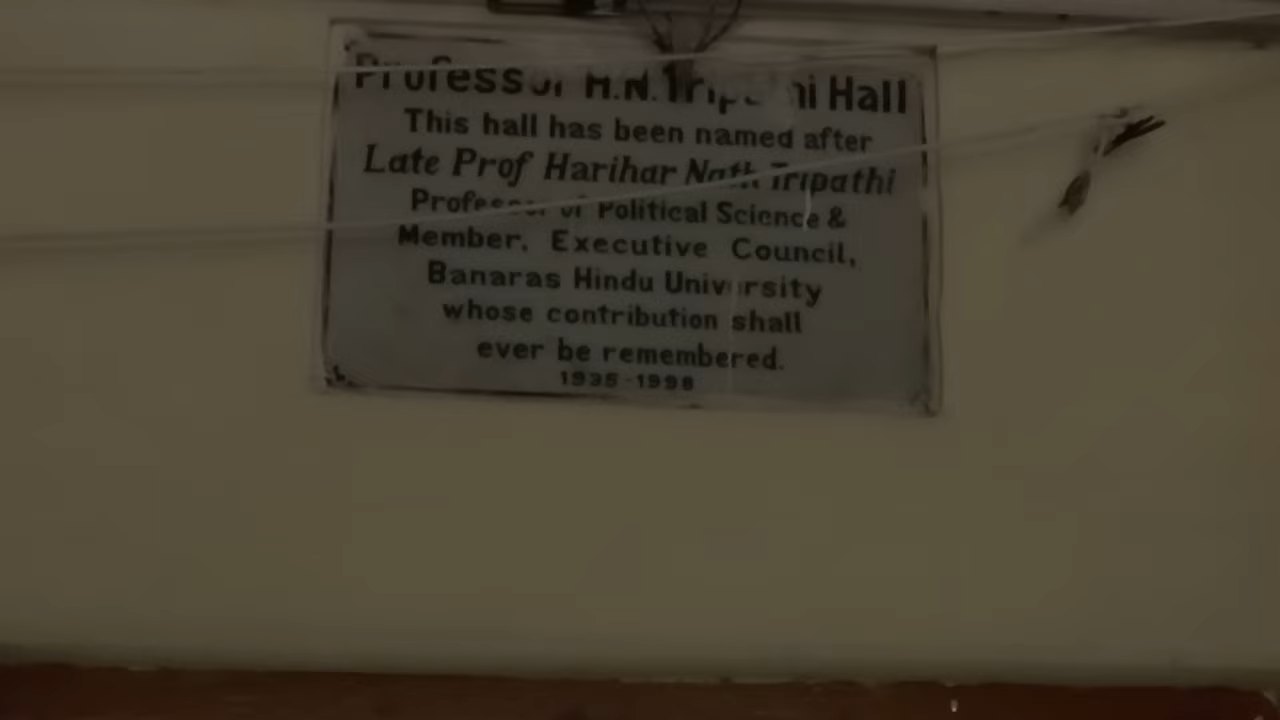 Professor H.N. Tripathi Hall
This hall has been named after
Late Prof Harihar Nath Tripathi
Professor of Political Science &
Member, Executive Council,
Banaras Hindu University
whose contribution shall
ever be remembered.
1935-1998